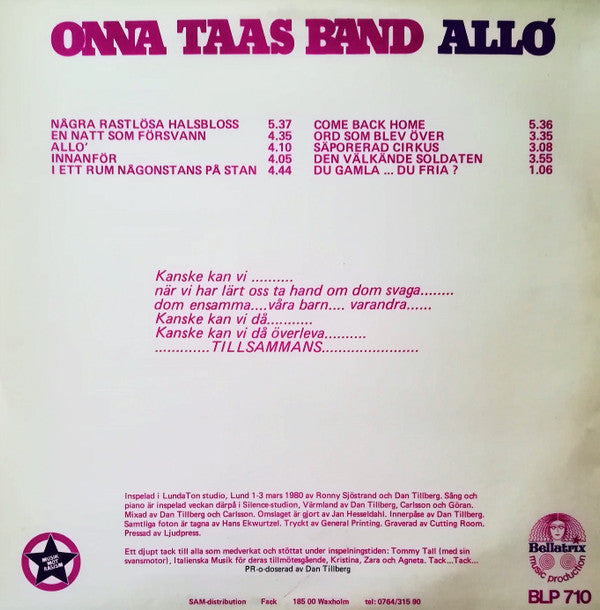 ONNA TAAS BAND ALLO'
NÅGRA RASTLÖSA HALSBLOSS 5.37
EN NATT SOM FÖRSVANN 4.35
ALLO' 4.10
INNANFÖR 4.05
I ETT RUM NÅGONSTANS PÅ STAN 4.44
COME BACK HOME 5.36
ORD SOM BLEV ÖVER 3.35
SÄPORERAD CIRKUS 3.08
DEN VÄLKÄNDE SOLDATEN 3.55
DU GAMLA ... DU FRIA ? 1.06
Kanske kan vi ..........
när vi har lärt oss ta hand om dom svaga........
dom ensamma....våra barn.... varandra......
Kanske kan vi då...........
Kanske kan vi då överleva..........
.............TILLSAMMANS.......................
Inspelad i LundaTon studio, Lund 1-3 mars 1980 av Ronny Sjöstrand och Dan Tillberg. Sång och
piano är inspelad veckan därpå i Silence-studion, Värmland av Dan Tillberg, Carlsson och Göran.
Mixad av Dan Tillberg och Carlsson. Omslaget är gjort av Jan Hesseldahl. Innerpåse av Dan Tillberg.
Samtliga foton är tagna av Hans Ekwurtzel. Tryckt av General Printing. Graverad av Cutting Room.
Pressad av Ljudpress.
Ett djupt tack till alla som medverkat och stöttat under inspelningstiden: Tommy Tall (med sin
svansmotor), Italienska Musik för deras tillmötesgående, Kristina, Zara och Agneta. Tack...Tack...
PR-o-doserad av Dan Tillberg
MUSIK
MOT
RASISM
Bellatrix
music production
BLP 710
SAM-distribution Fack 185 00 Waxholm tel: 0764/315 90